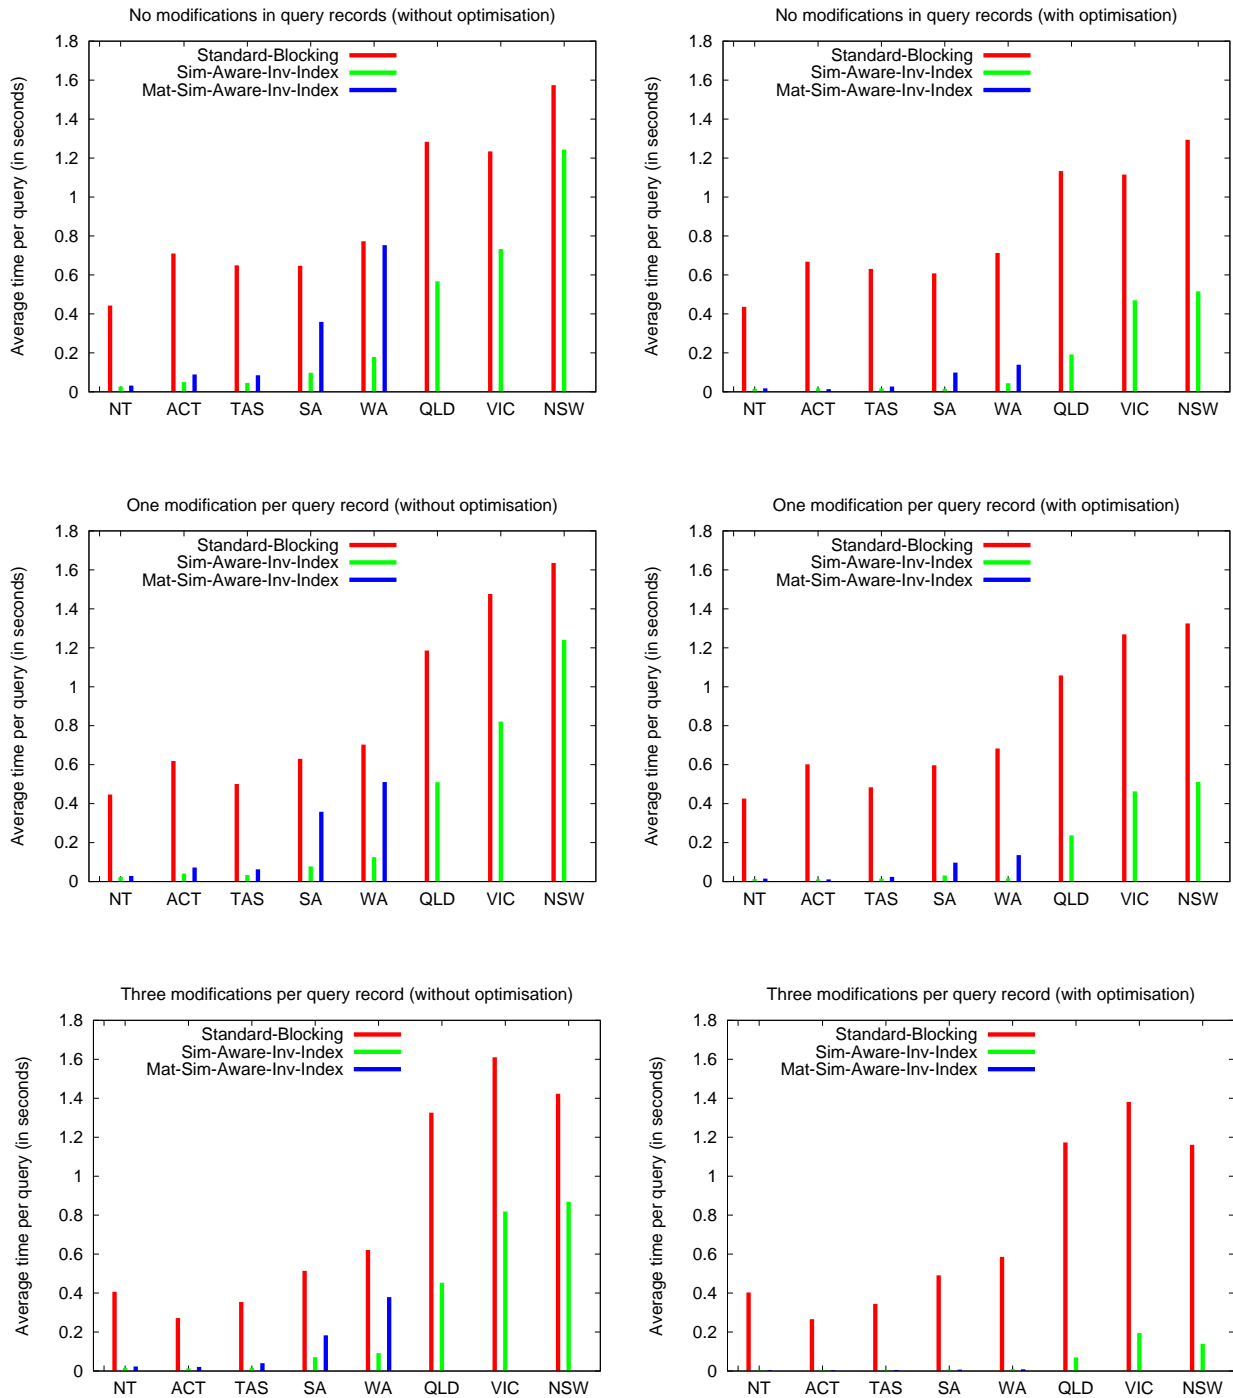 No modifications in query records (without optimisation)
Average time per query (in seconds)
1.8
1.6
1.4
1.2
1
0.8
0.6
0.4
0.2
0
Standard-Blocking
Sim-Aware-Inv-Index
Mat-Sim-Aware-Inv-Index
NT ACT TAS SA WA QLD VIC NSW
No modifications in query records (with optimisation)
Average time per query (in seconds)
1.8
1.6
1.4
1.2
1
0.8
0.6
0.4
0.2
0
Standard-Blocking
Sim-Aware-Inv-Index
Mat-Sim-Aware-Inv-Index
NT ACT TAS SA WA QLD VIC NSW
One modification per query record (without optimisation)
Average time per query (in seconds)
1.8
1.6
1.4
1.2
1
0.8
0.6
0.4
0.2
0
Standard-Blocking
Sim-Aware-Inv-Index
Mat-Sim-Aware-Inv-Index
NT ACT TAS SA WA QLD VIC NSW
One modification per query record (with optimisation)
Average time per query (in seconds)
1.8
1.6
1.4
1.2
1
0.8
0.6
0.4
0.2
0
Standard-Blocking
Sim-Aware-Inv-Index
Mat-Sim-Aware-Inv-Index
NT ACT TAS SA WA QLD VIC NSW
Three modifications per query record (without optimisation)
Average time per query (in seconds)
1.8
1.6
1.4
1.2
1
0.8
0.6
0.4
0.2
0
Standard-Blocking
Sim-Aware-Inv-Index
Mat-Sim-Aware-Inv-Index
NT ACT TAS SA WA QLD VIC NSW
Three modifications per query record (with optimisation)
Average time per query (in seconds)
1.8
1.6
1.4
1.2
1
0.8
0.6
0.4
0.2
0
Standard-Blocking
Sim-Aware-Inv-Index
Mat-Sim-Aware-Inv-Index
NT ACT TAS SA WA QLD VIC NSW